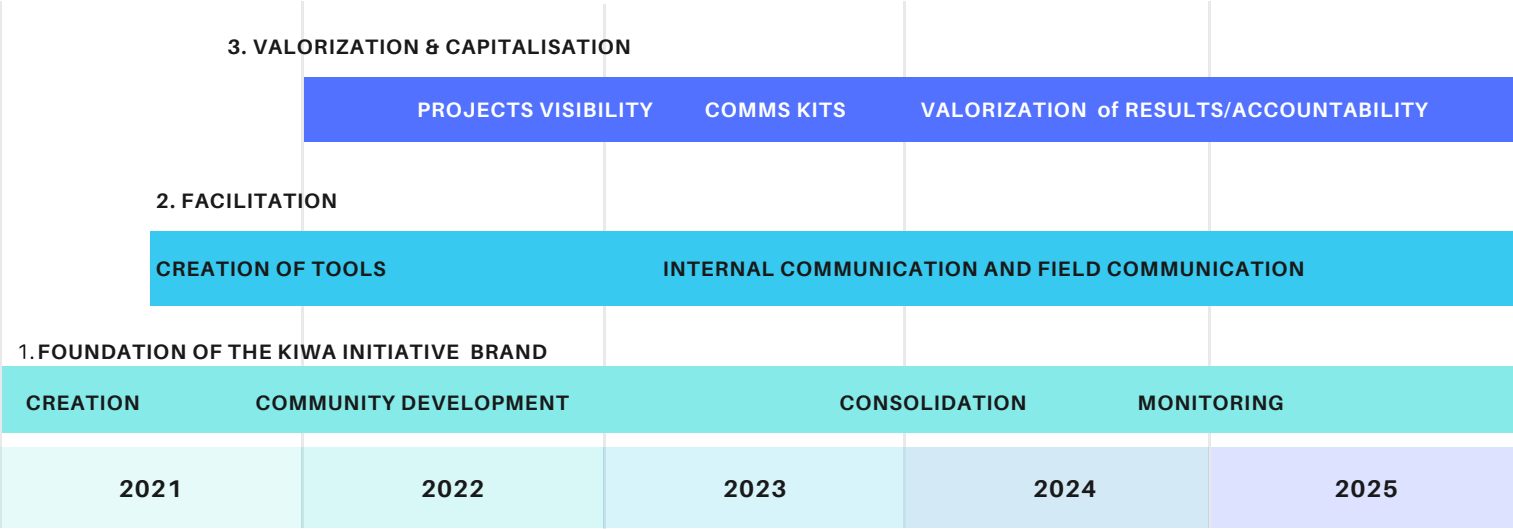 3. VALORIZATION & CAPITALISATION
PROJECTS VISIBILITY COMMS KITS VALORIZATION of RESULTS/ACCOUNTABILITY
2. FACILITATION
CREATION OF TOOLS INTERNAL COMMUNICATION AND FIELD COMMUNICATION
1.FOUNDATION OF THE KIWA INITIATIVE BRAND
CREATION COMMUNITY DEVELOPMENT CONSOLIDATION MONITORING
2021 2022 2023 2024 2025